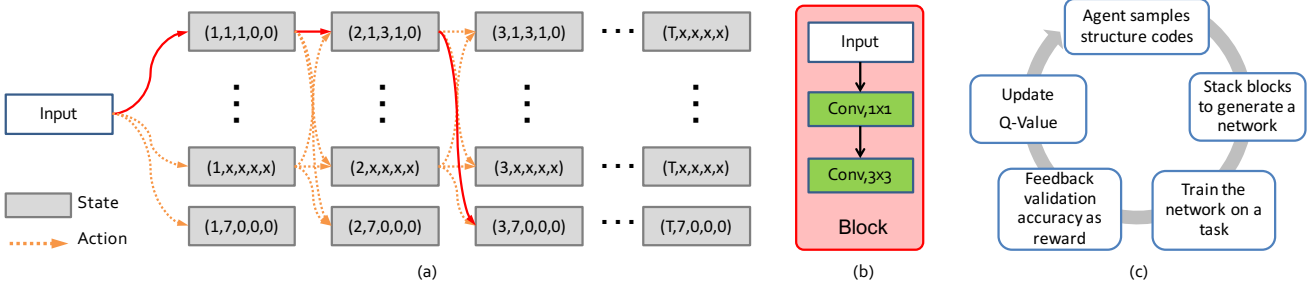 Input
(1,1,1,0,0)
(2,1,3,1,0)
(3,1,3,1,0)
(T,x,x,x,x)
(1,x,x,x,x)
(2,x,x,x,x)
(3,x,x,x,x)
(T,x,x,x,x)
(1,7,0,0,0)
(2,7,0,0,0)
(3,7,0,0,0)
(T,7,0,0,0)
State
Action
(a)
Input
Conv,1x1
Conv,3x3
Block
(b)
Agent samples
structure codes
Stack blocks
to generate a
network
Train the
network on a
task
Feedback
validation
accuracy as
reward
Update
Q-Value
(c)